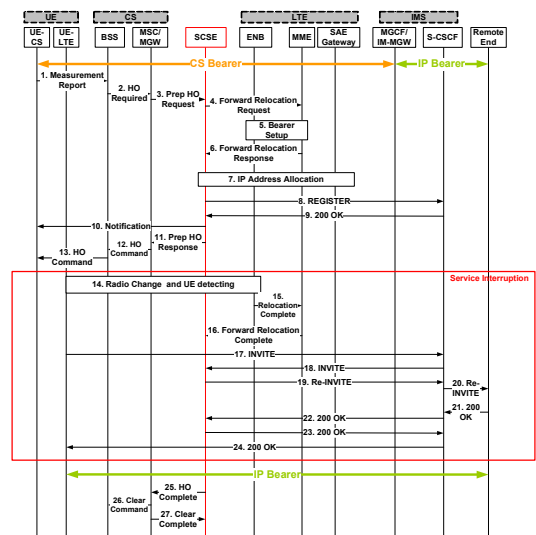 UE
CS
LTE
IMS
UE-
CS
UE-
LTE
BSS
MSC/
MGW
SCSE
ENB
MME
SAE
Gateway
MGCF/
IM-MGW
S-CSCF
Remote
End
CS Bearer
IP Bearer
1. Measurement
Report
2. HO
Required
3. Prep HO
Request
4. Forward Relocation
Request
5. Bearer
Setup
6. Forward Relocation
Response
7. IP Address Allocation
8. REGISTER
9. 200 OK
10. Notification
11. Prep HO
Response
12. HO
Command
13. HO
Command
Service Interruption
14. Radio Change and UE detecting
15.
Relocation
Complete
16. Forward Relocation
Complete
17. INVITE
18. INVITE
19. Re-INVITE
20. Re-
INVITE
21. 200
OK
22. 200 OK
23. 200 OK
24. 200 OK
IP Bearer
25. HO
Complete
26. Clear
Command
27. Clear
Complete